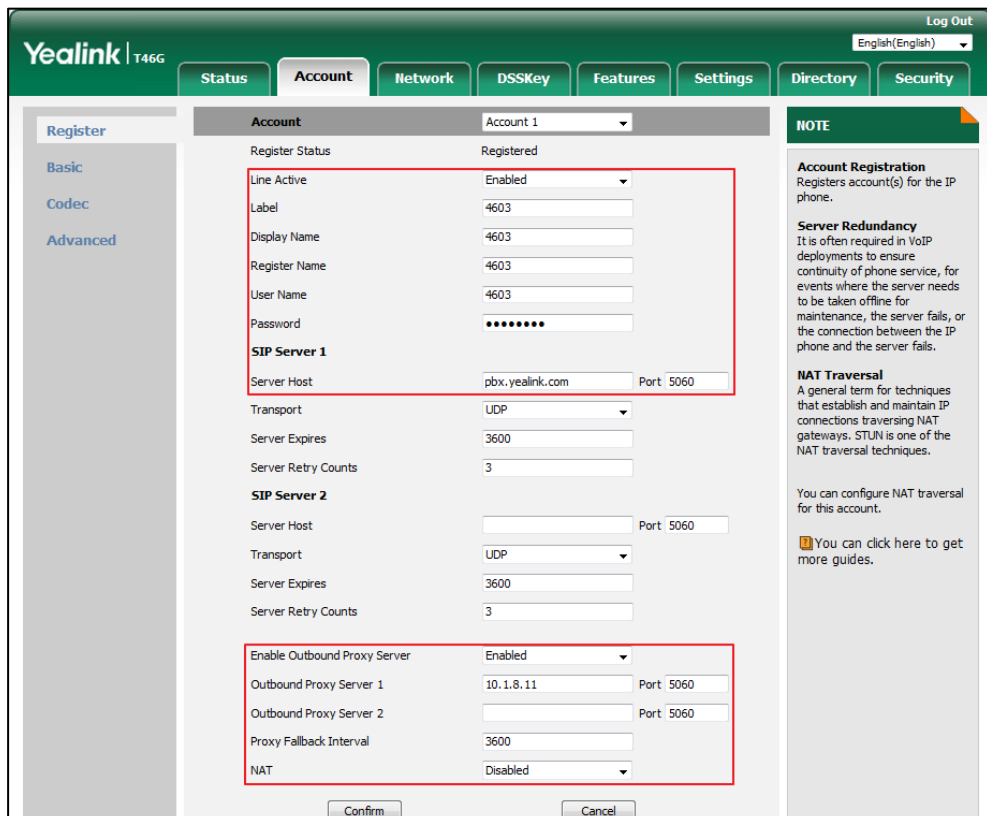 Log Out
Yealink | T46G
English(English)
Status Account Network DSSKey Features Settings Directory Security
Register
Basic
Codec
Advanced
Account Account 1
Register Status Registered
Line Active Enabled
Label 4603
Display Name 4603
Register Name 4603
User Name 4603
Password ••••••••
SIP Server 1
Server Host pbx.yealink.com Port 5060
Transport UDP
Server Expires 3600
Server Retry Counts 3
SIP Server 2
Server Host Port 5060
Transport UDP
Server Expires 3600
Server Retry Counts 3
Enable Outbound Proxy Server Enabled
Outbound Proxy Server 1 10.1.8.11 Port 5060
Outbound Proxy Server 2 Port 5060
Proxy Fallback Interval 3600
NAT Disabled
Confirm Cancel
NOTE
Account Registration
Registers account(s) for the IP
phone.
Server Redundancy
It is often required in VoIP
deployments to ensure
continuity of phone service, for
events where the server needs
to be taken offline for
maintenance, the server fails, or
the connection between the IP
phone and the server fails.
NAT Traversal
A general term for techniques
that establish and maintain IP
connections traversing NAT
gateways. STUN is one of the
NAT traversal techniques.
You can configure NAT traversal
for this account.
? You can click here to get
more guides.